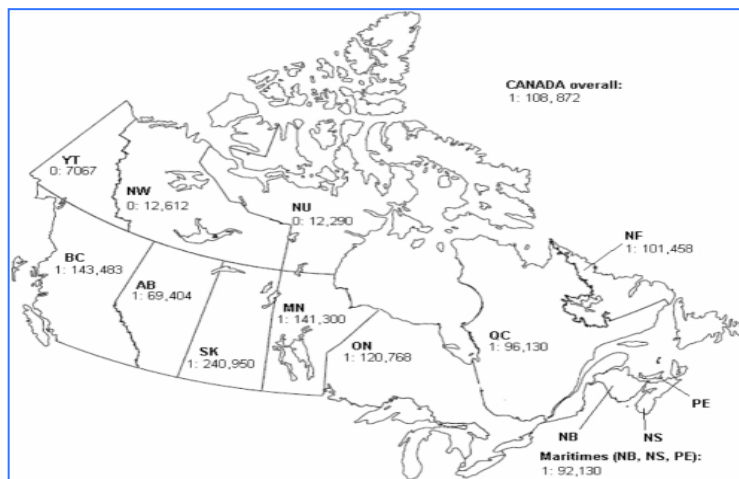 CANADA overall:
1: 108, 872
YT
0: 7067
NW
0: 12,612
NU
0: 12,290
NF
1: 101,458
BC
1: 143,483
AB
1: 69,404
MN
1: 141,300
SK
1: 240,950
ON
1: 120,768
QC
1: 96,130
PE
NB
NS
Maritimes (NB, NS, PE):
1: 92,130